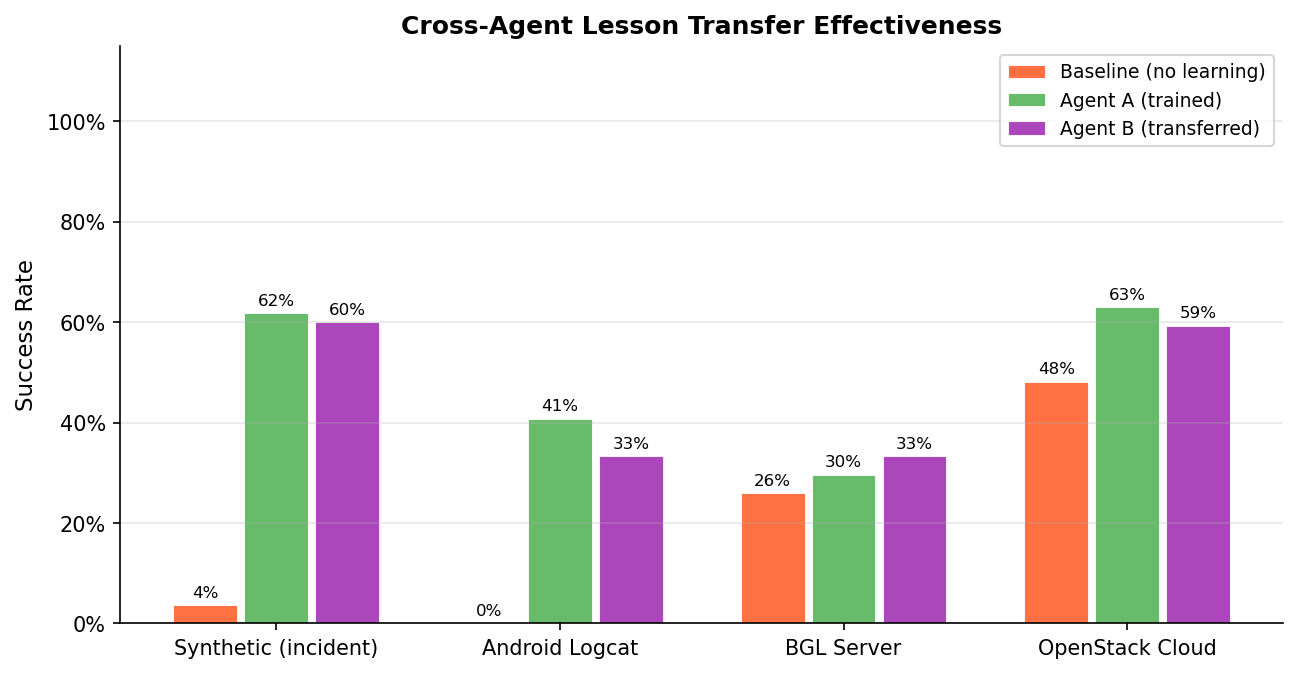 Cross-Agent Lesson Transfer Effectiveness
Baseline (no learning)
Agent A (trained)
Agent B (transferred)
Success Rate
100%
80%
60%
40%
20%
0%
4%
62%
60%
0%
41%
33%
26%
30%
33%
48%
63%
59%
Synthetic (incident)
Android Logcat
BGL Server
OpenStack Cloud